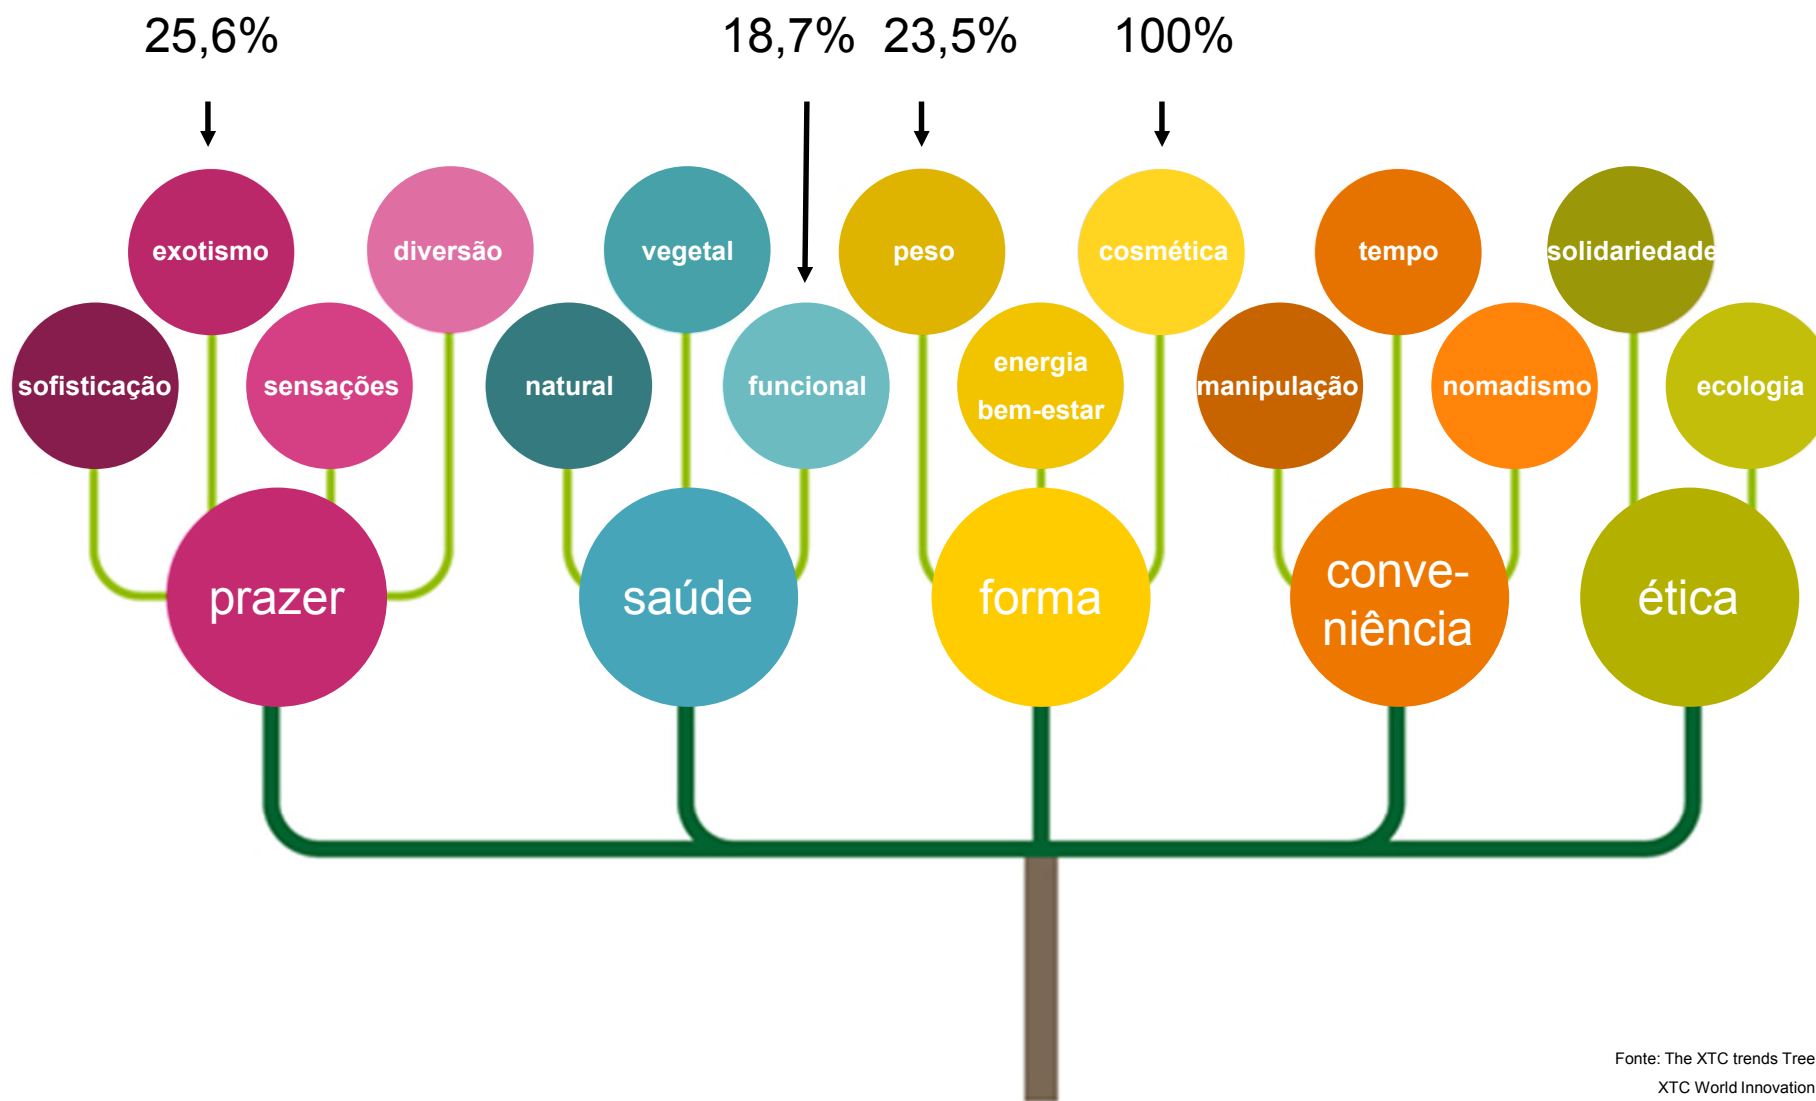 25,6%
18,7%
23,5%
100%
exotismo
diversão
vegetal
peso
cosmética
tempo
solidariedade
sofisticação
sensações
natural
funcional
energia
bem-estar
manipulação
nomadismo
ecologia
prazer
saúde
forma
conve-
niência
ética
Fonte: The XTC trends Tree
XTC World Innovation